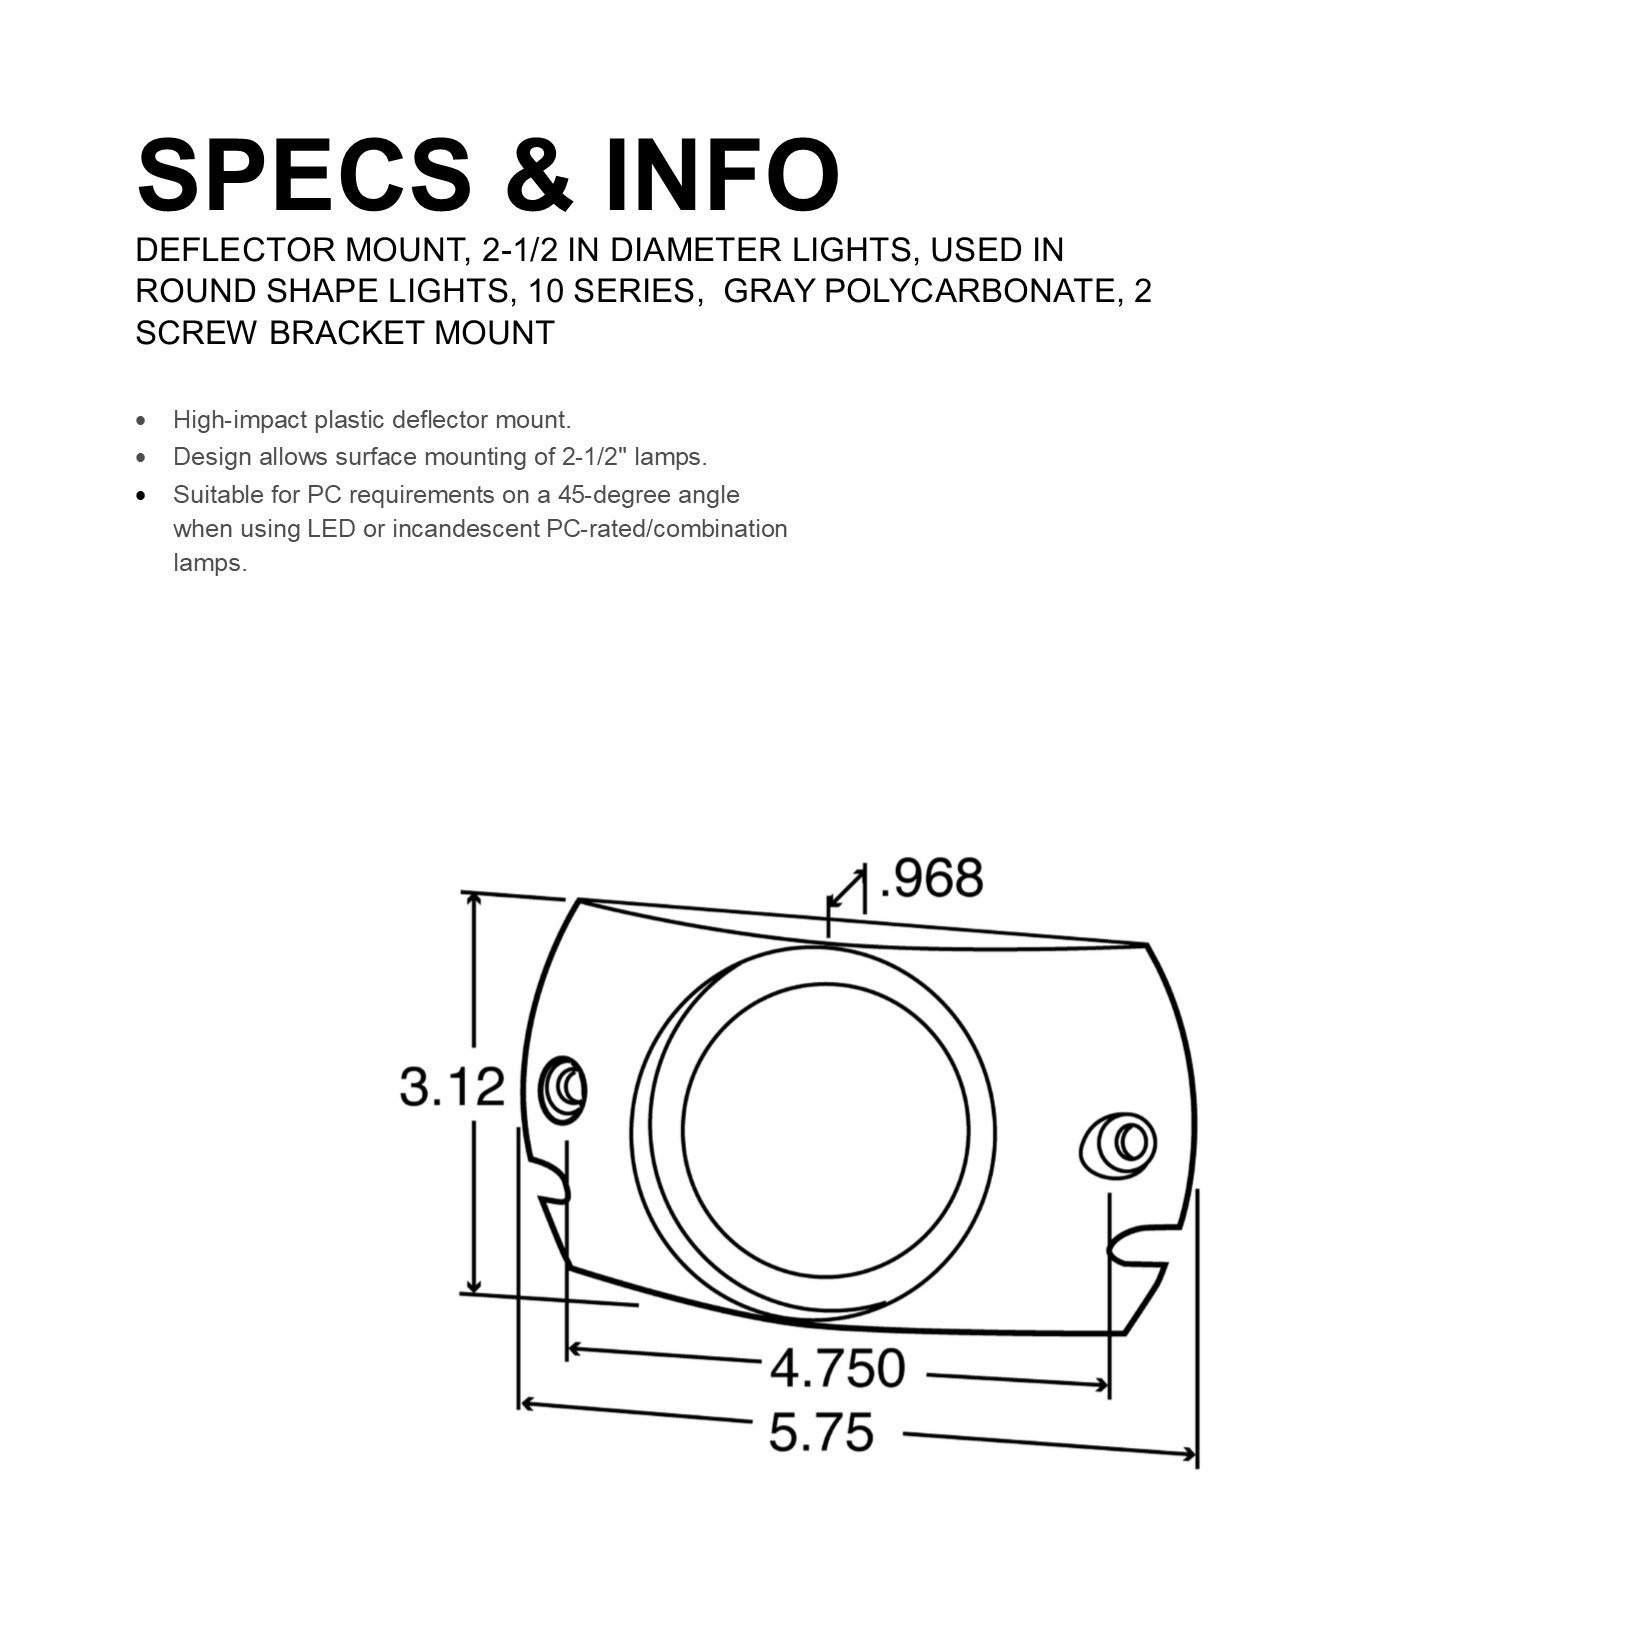 SPECS & INFO
DEFLECTOR MOUNT, 2-1/2 IN DIAMETER LIGHTS, USED IN
ROUND SHAPE LIGHTS, 10 SERIES,  GRAY POLYCARBONATE, 2
SCREW BRACKET MOUNT
• High-impact plastic deflector mount.
• Design allows surface mounting of 2-1/2" lamps.
• Suitable for PC requirements on a 45-degree angle
when using LED or incandescent PC-rated/combination
lamps.
.968
3.12
4.750
5.75